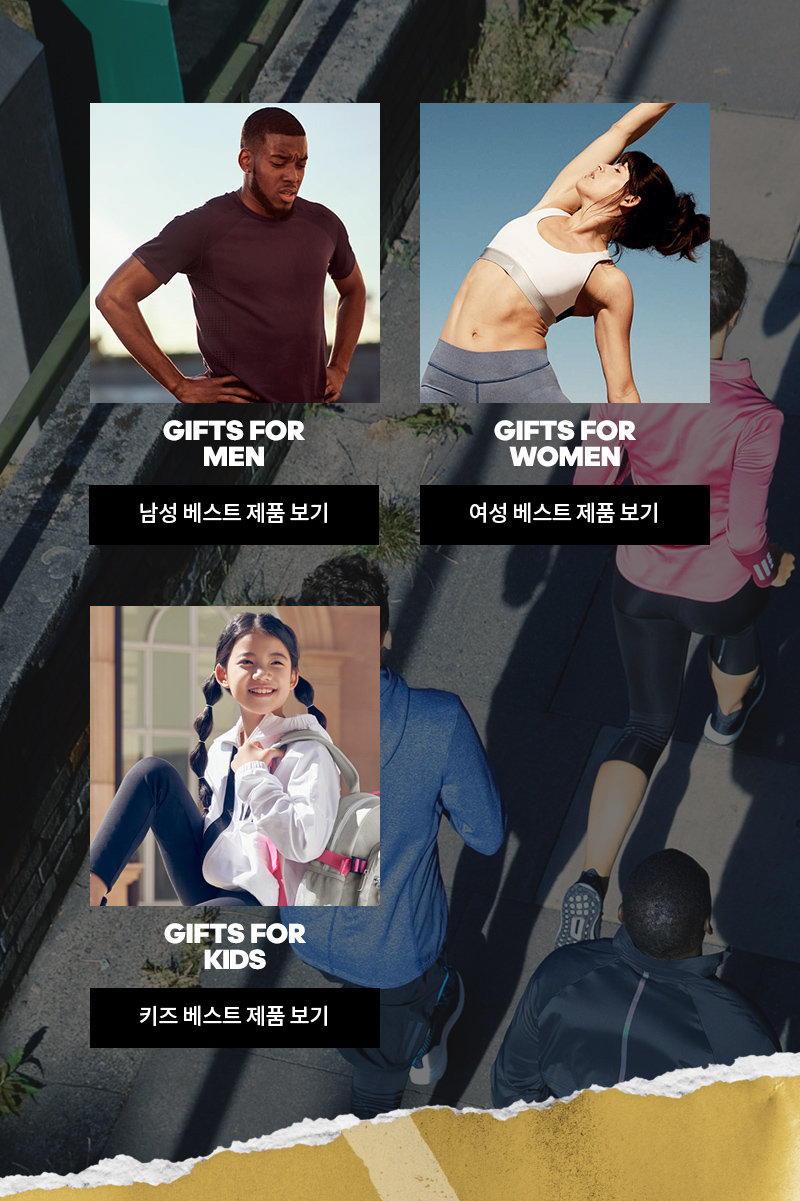 GIFTS FOR
MEN
남성 베스트 제품 보기
GIFTS FOR
WOMEN
여성 베스트 제품 보기
GIFTS FOR
KIDS
키즈 베스트 제품 보기